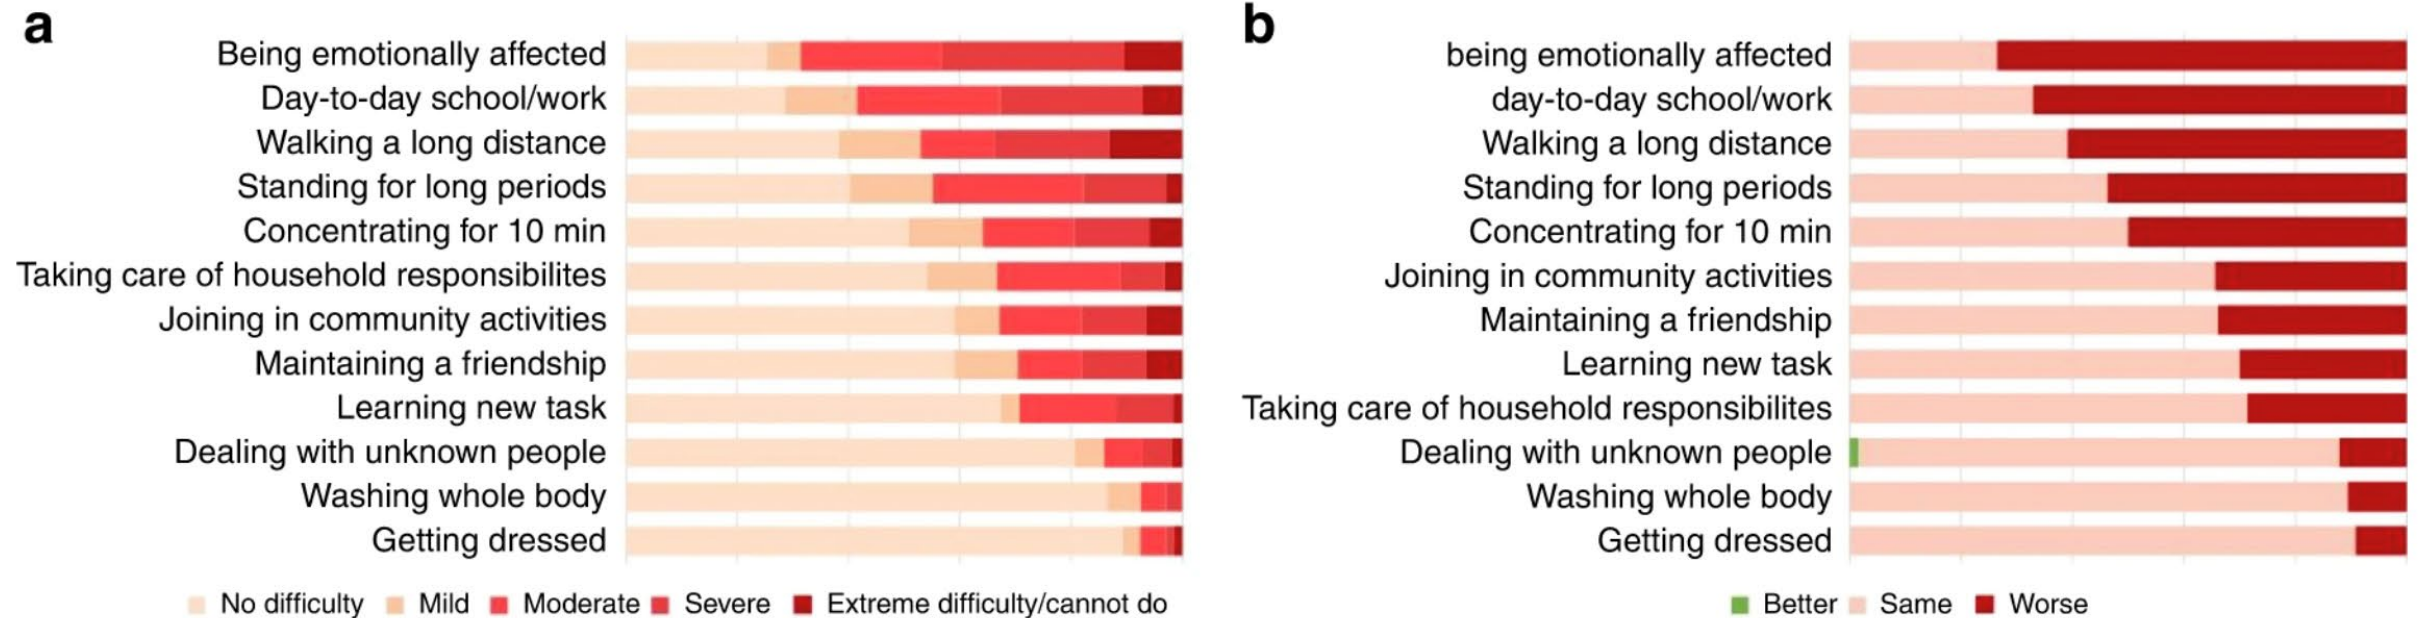 a
Being emotionally affected
Day-to-day school/work
Walking a long distance
Standing for long periods
Concentrating for 10 min
Taking care of household responsibilites
Joining in community activities
Maintaining a friendship
Learning new task
Dealing with unknown people
Washing whole body
Getting dressed
No difficulty Mild Moderate Severe Extreme difficulty/cannot do
b
being emotionally affected
day-to-day school/work
Walking a long distance
Standing for long periods
Concentrating for 10 min
Joining in community activities
Maintaining a friendship
Learning new task
Taking care of household responsibilites
Dealing with unknown people
Washing whole body
Getting dressed
Better Same Worse